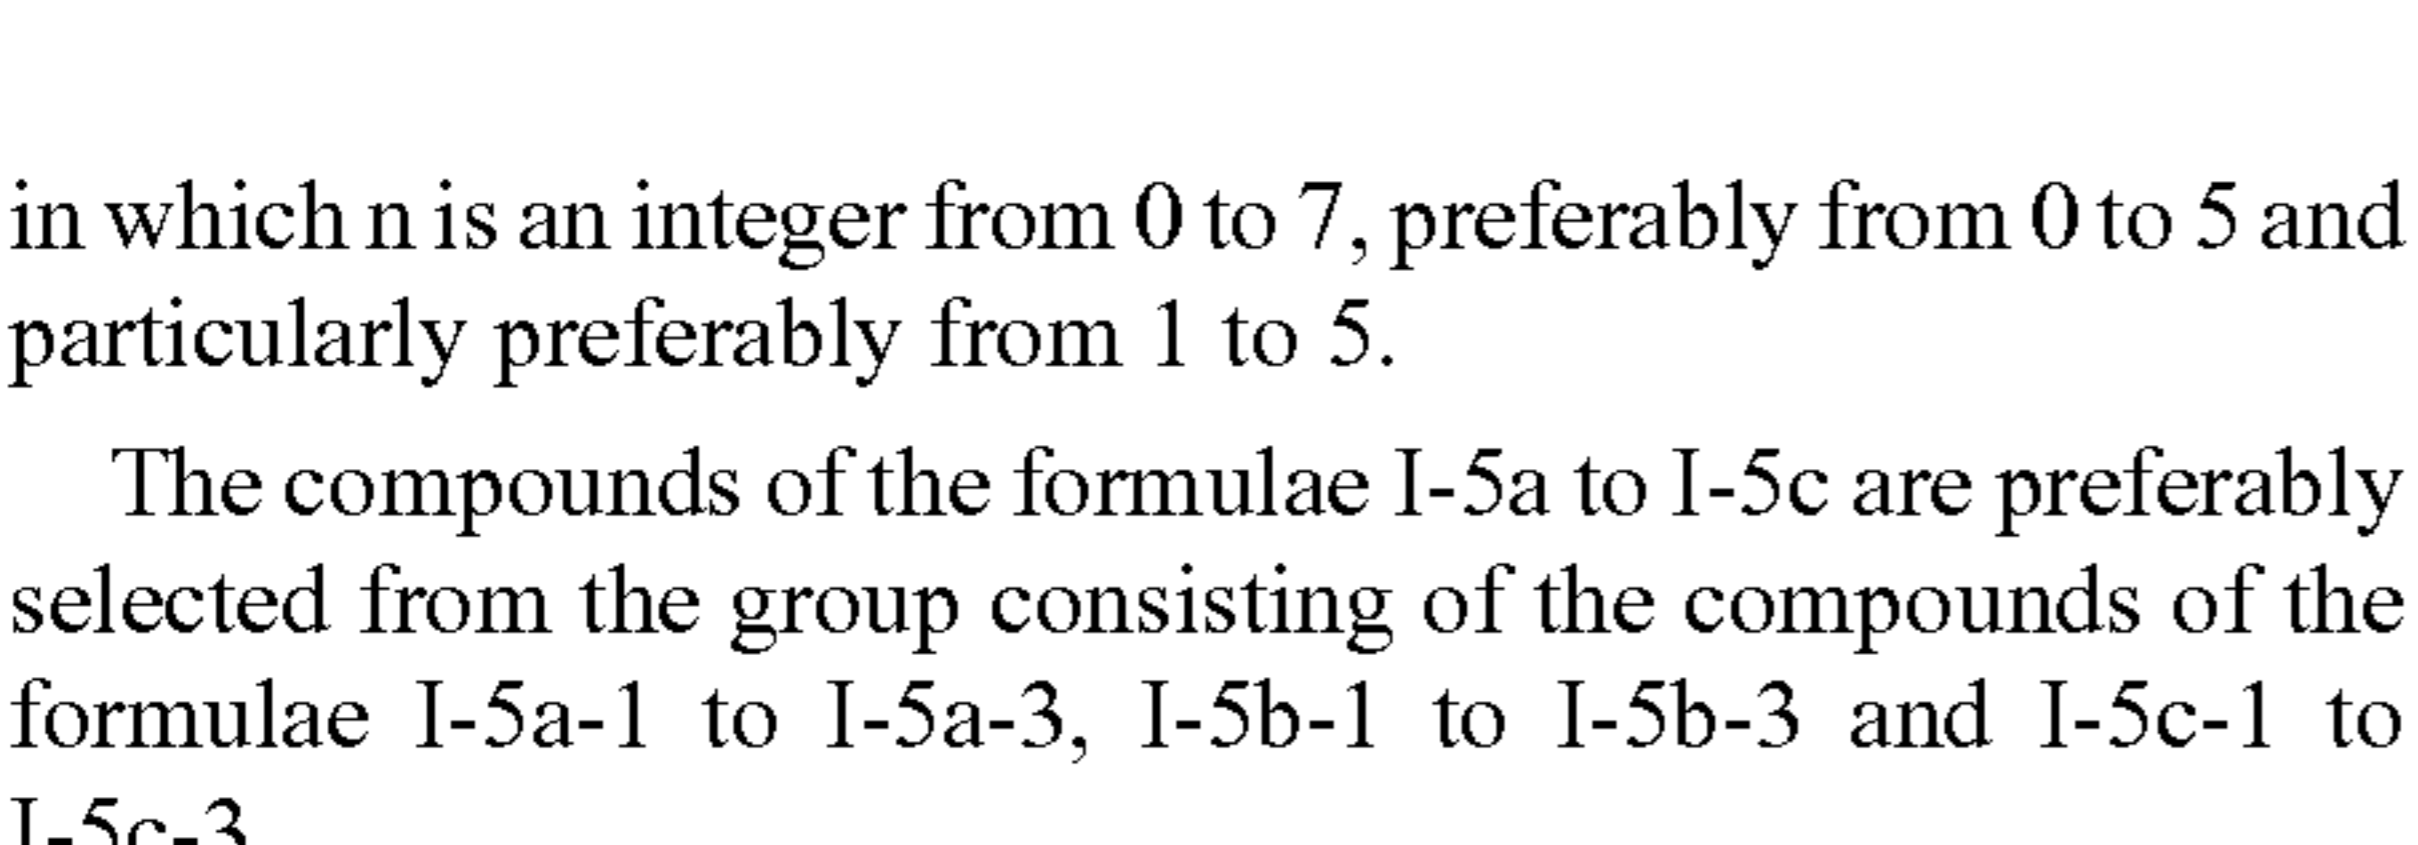 in which n is an integer from 0 to 7, preferably from 0 to 5 and
particularly preferably from 1 to 5.
The compounds of the formulae I-5a to I-5c are preferably
selected from the group consisting of the compounds of the
formulae I-5a-1 to I-5a-3, I-5b-1 to I-5b-3 and I-5c-1 to
I-5c-3